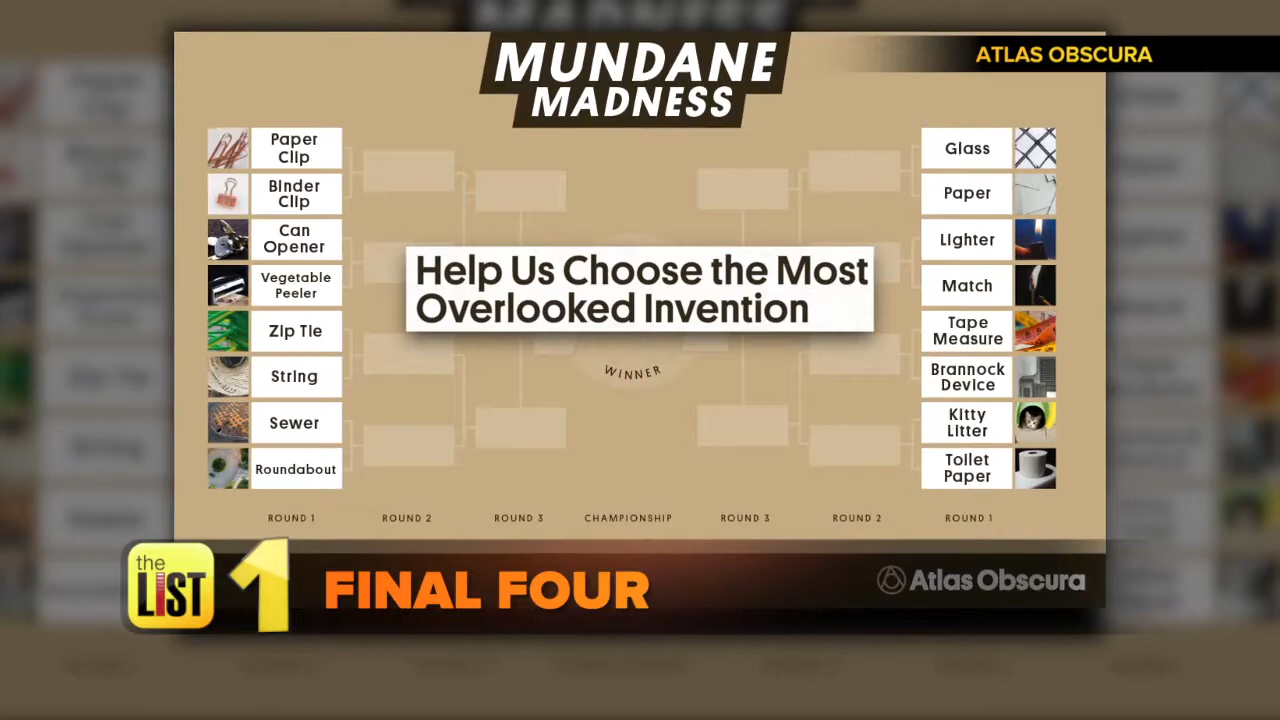 MUNDANE
MADNESS
ATLAS OBSCURA
Paper
Clip
Binder
Clip
Can
Opener
Vegetable
Peeler
Zip Tie
String
Sewer
Roundabout
Glass
Paper
Lighter
Match
Tape
Measure
Brannock
Device
Kitty
Litter
Toilet
Paper
Help Us Choose the Most
Overlooked Invention
WINNER
ROUND 1
ROUND 2
ROUND 3
CHAMPIONSHIP
ROUND 3
ROUND 2
ROUND 1
the
LIST
1
FINAL FOUR
Atlas Obscura